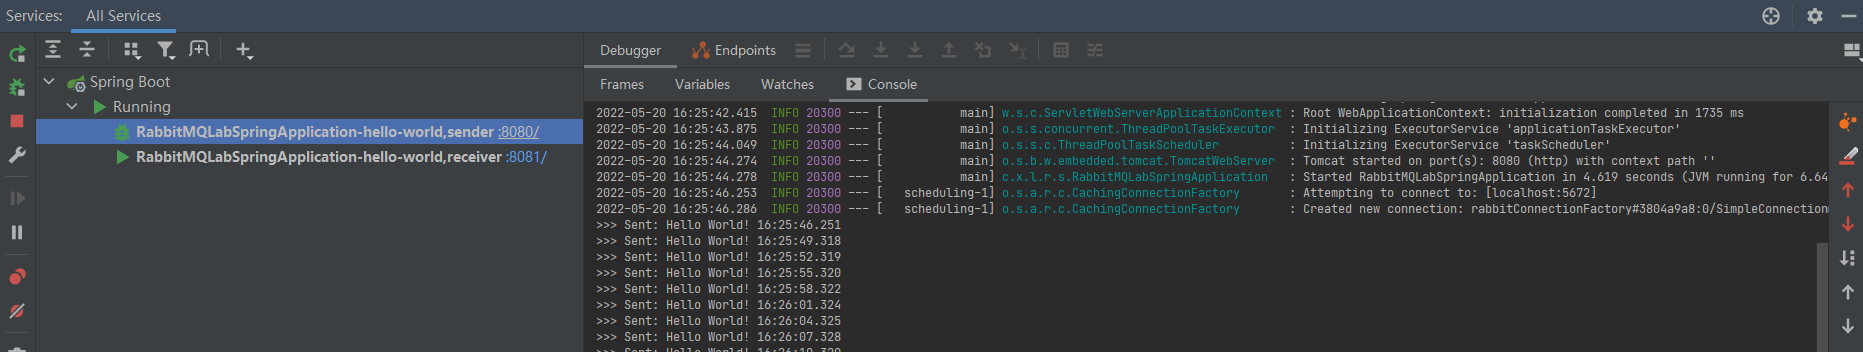 Services: All Services
Debugger Endpoints
Spring Boot
Frames Variables Watches Console
Running
RabbitMQLabSpringApplication-hello-world,sender :8080/
RabbitMQLabSpringApplication-hello-world,receiver :8081/
2022-05-20 16:25:42.415 INFO 20300 --- [ main] w.s.c.ServletWebServerApplicationContext : Root WebApplicationContext: initialization completed in 1735 ms
2022-05-20 16:25:43.875 INFO 20300 --- [ main] o.s.s.concurrent.ThreadPoolTaskExecutor : Initializing ExecutorService 'applicationTaskExecutor'
2022-05-20 16:25:44.049 INFO 20300 --- [ main] o.s.s.c.ThreadPoolTaskScheduler : Initializing ExecutorService 'taskScheduler'
2022-05-20 16:25:44.274 INFO 20300 --- [ main] o.s.b.w.embedded.tomcat.TomcatWebServer : Tomcat started on port(s): 8080 (http) with context path ''
2022-05-20 16:25:44.278 INFO 20300 --- [ main] c.x.l.r.s.RabbitMQLabSpringApplication : Started RabbitMQLabSpringApplication in 4.619 seconds (JVM running for 6.64
2022-05-20 16:25:46.253 INFO 20300 --- [ scheduling-1] o.s.a.r.c.CachingConnectionFactory : Attempting to connect to: [localhost:5672]
2022-05-20 16:25:46.286 INFO 20300 --- [ scheduling-1] o.s.a.r.c.CachingConnectionFactory : Created new connection: rabbitConnectionFactory#3804a9a8:0/SimpleConnection
>>> Sent: Hello World! 16:25:46.251
>>> Sent: Hello World! 16:25:49.318
>>> Sent: Hello World! 16:25:52.319
>>> Sent: Hello World! 16:25:55.320
>>> Sent: Hello World! 16:25:58.322
>>> Sent: Hello World! 16:26:01.324
>>> Sent: Hello World! 16:26:04.325
>>> Sent: Hello World! 16:26:07.328
>>> Sent: Hello World! 16:26:10.329